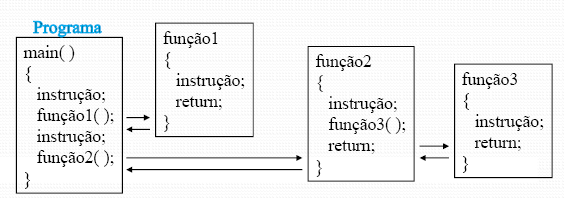 Programa
main( )
{
instrução;
função1( );
instrução;
função2( );
}
função1
{
instrução;
return;
}
função2
{
instrução;
função3( );
return;
}
função3
{
instrução;
return;
}